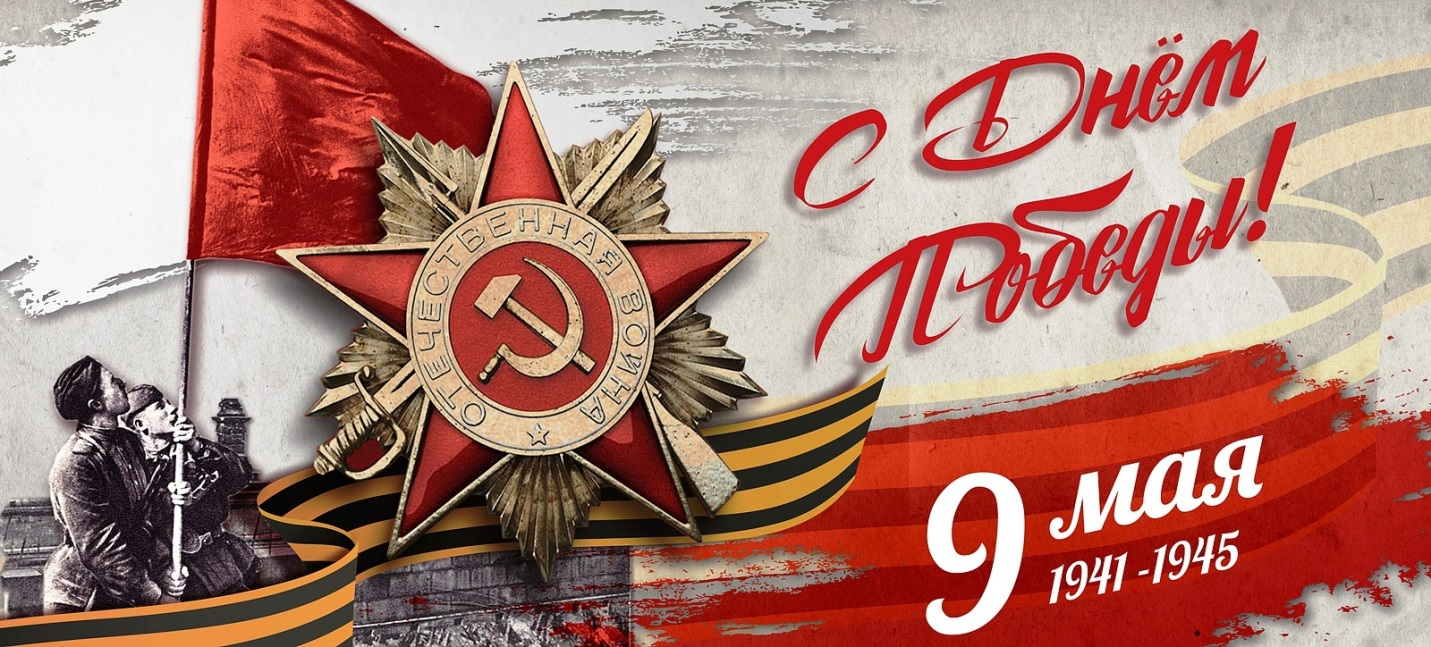 ОТЕЧЕСТВЕННАЯ ВОЙНА
С Днём
Победы!
9 мая
1941-1945